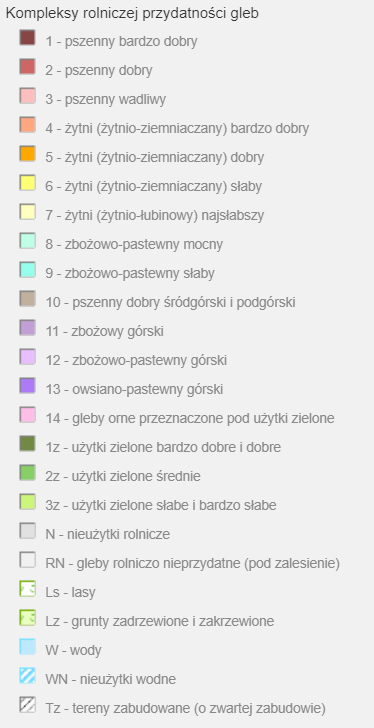 Kompleksy rolniczej przydatności gleb
1 - pszenny bardzo dobry
2 - pszenny dobry
3 - pszenny wadliwy
4 - żytni (żytnio-ziemniaczany) bardzo dobry
5 - żytni (żytnio-ziemniaczany) dobry
6 - żytni (żytnio-ziemniaczany) słaby
7 - żytni (żytnio-łubinowy) najsłabszy
8 - zbożowo-pastewny mocny
9 - zbożowo-pastewny słaby
10 - pszenny dobry śródgórski i podgórski
11 - zbożowy górski
12 - zbożowo-pastewny górski
13 - owsiano-pastewny górski
14 - gleby orne przeznaczone pod użytki zielone
1z - użytki zielone bardzo dobre i dobre
2z - użytki zielone średnie
3z - użytki zielone słabe i bardzo słabe
N - nieużytki rolnicze
RN - gleby rolniczo nieprzydatne (pod zalesienie)
Ls - lasy
Lz - grunty zadrzewione i zakrzewione
W - wody
WN - nieużytki wodne
Tz - tereny zabudowane (o zwartej zabudowie)